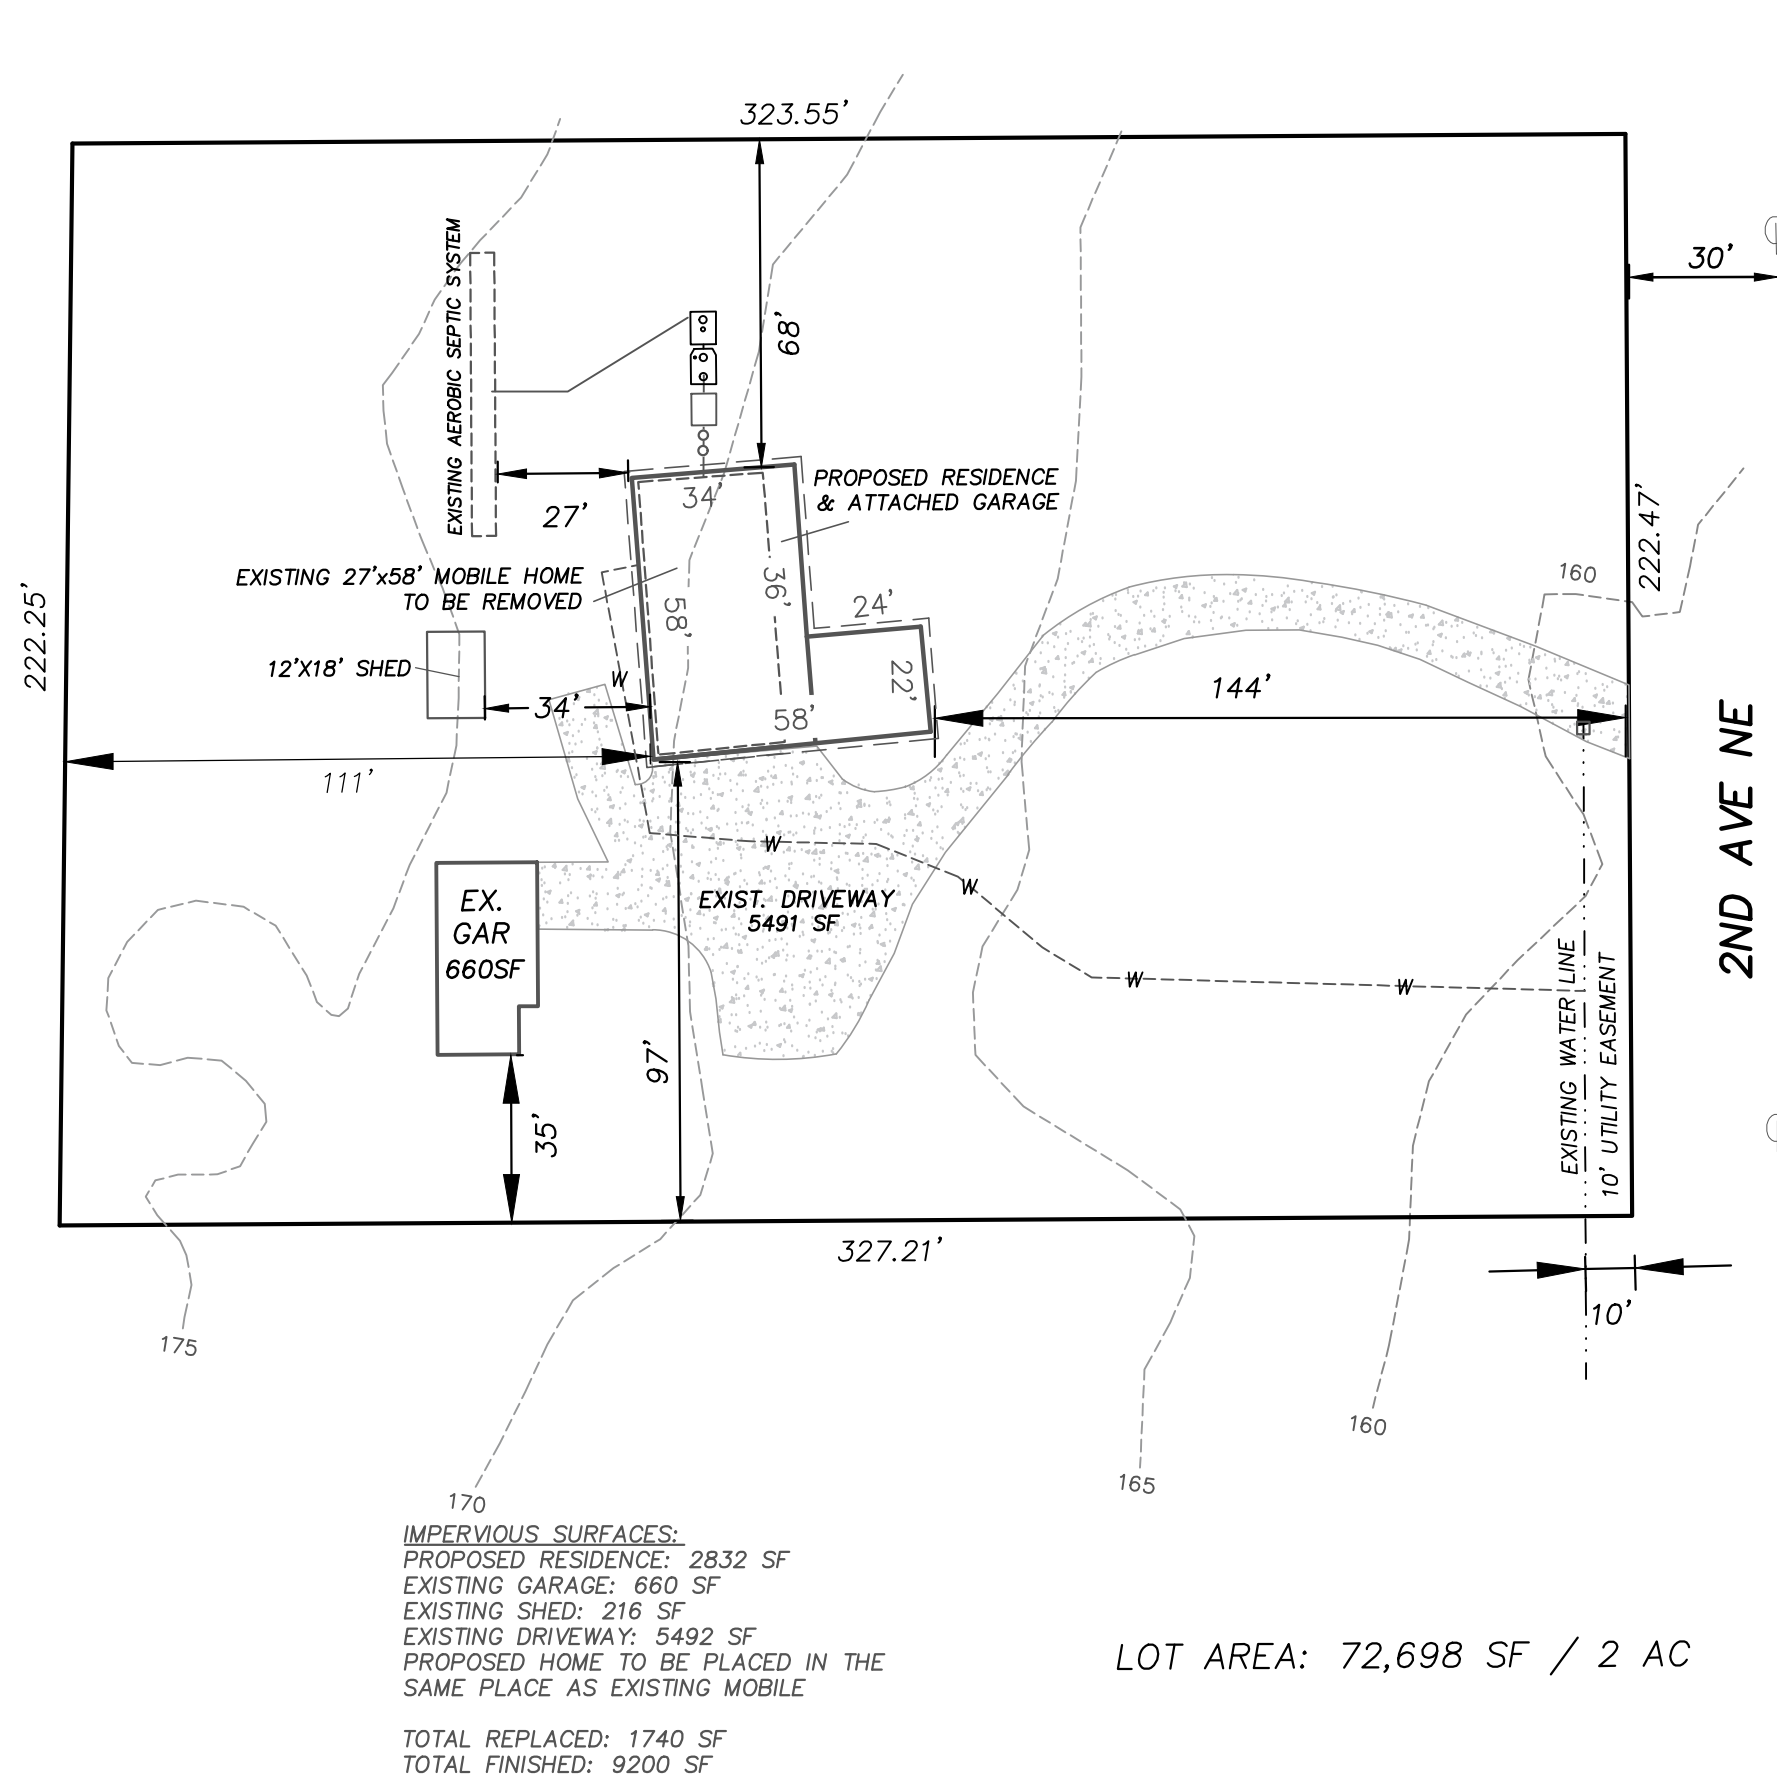 323.55'
30'
EXISTING AEROBIC SEPTIC SYSTEM
68'
PROPOSED RESIDENCE
& ATTACHED GARAGE
34'
27'
222.47'
EXISTING 27'x58' MOBILE HOME
TO BE REMOVED
36'
58'
24'
160
222.25'
12'X18' SHED
W
22'
34'
58'
144'
111'
2ND AVE NE
W
W
EX.
GAR
660SF
EXIST. DRIVEWAY
5491 SF
W
W
EXISTING WATER LINE
10' UTILITY EASEMENT
97'
35'
327.21'
10'
175
160
165
170
IMPERVIOUS SURFACES:
PROPOSED RESIDENCE: 2832 SF
EXISTING GARAGE: 660 SF
EXISTING SHED: 216 SF
EXISTING DRIVEWAY: 5492 SF
PROPOSED HOME TO BE PLACED IN THE
SAME PLACE AS EXISTING MOBILE
TOTAL REPLACED: 1740 SF
TOTAL FINISHED: 9200 SF
LOT AREA: 72,698 SF / 2 AC